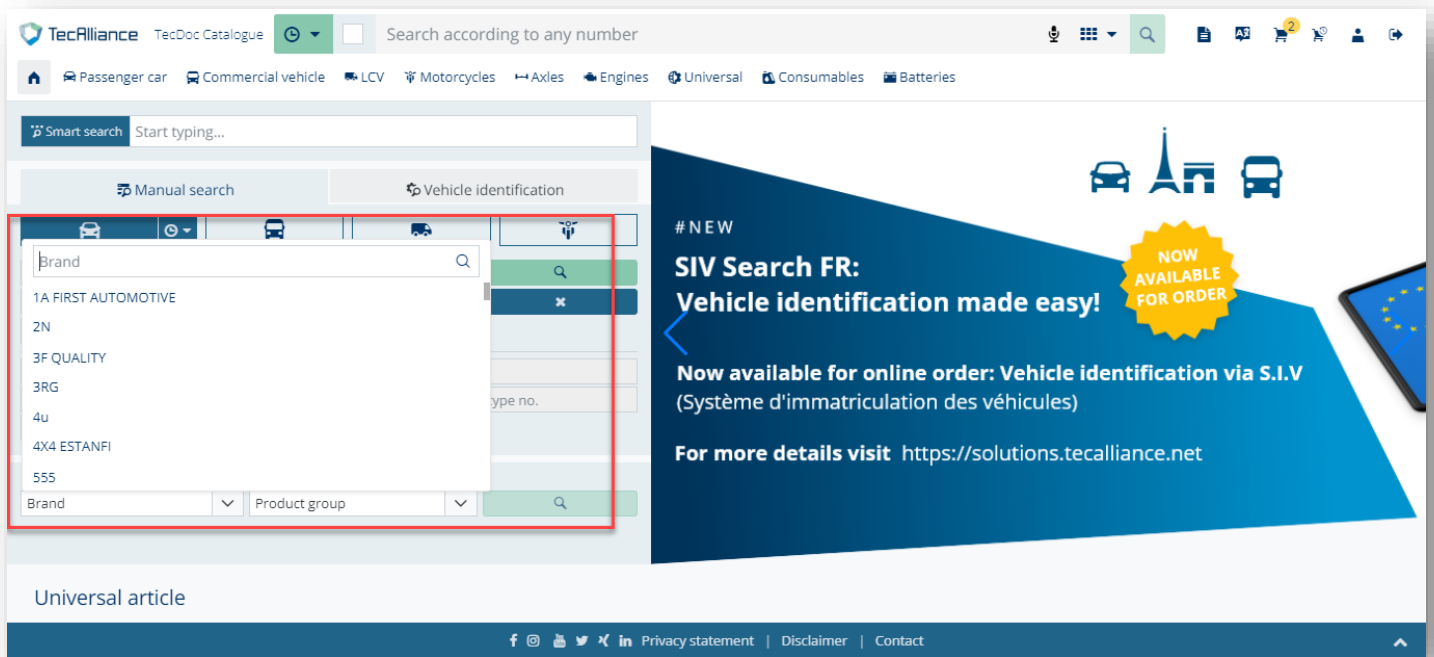 TecAlliance TecDoc Catalogue Search according to any number 2
Passenger car Commercial vehicle LCV Motorcycles Axles Engines Universal Consumables Batteries
Smart search Start typing...
Manual search Vehicle identification
Brand
1A FIRST AUTOMOTIVE
2N
3F QUALITY
3RG
4u
4X4 ESTANFI
555
type no.
Brand Product group
#NEW
SIV Search FR:
Vehicle identification made easy!
NOW
AVAILABLE
FOR ORDER
Now available for online order: Vehicle identification via S.I.V
(Système d'immatriculation des véhicules)
For more details visit https://solutions.tecalliance.net
Universal article
Privacy statement | Disclaimer | Contact